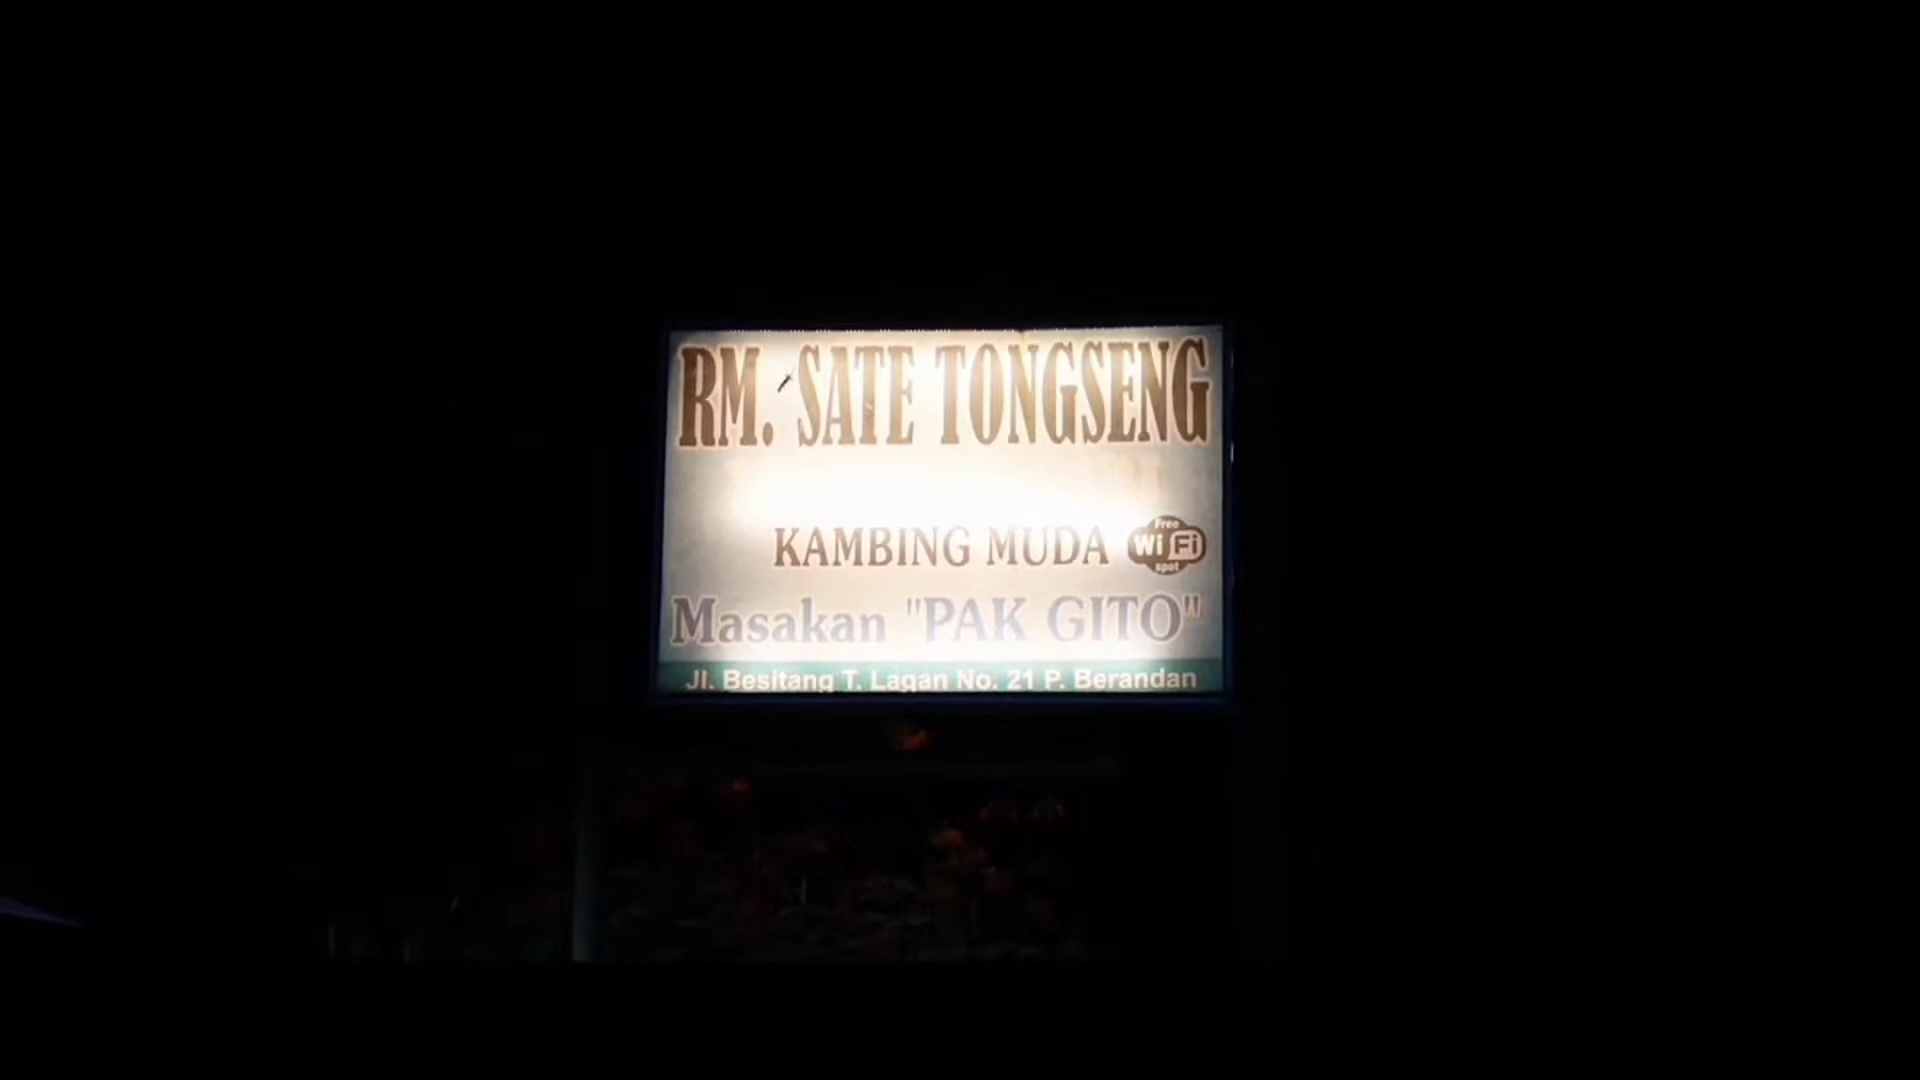 RM. SATE TONGSENG
KAMBING MUDA
Free
Wi Fi
spot
Masakan "PAK GITO"
Jl. Besitang T. Lagan No. 21 P. Berandan